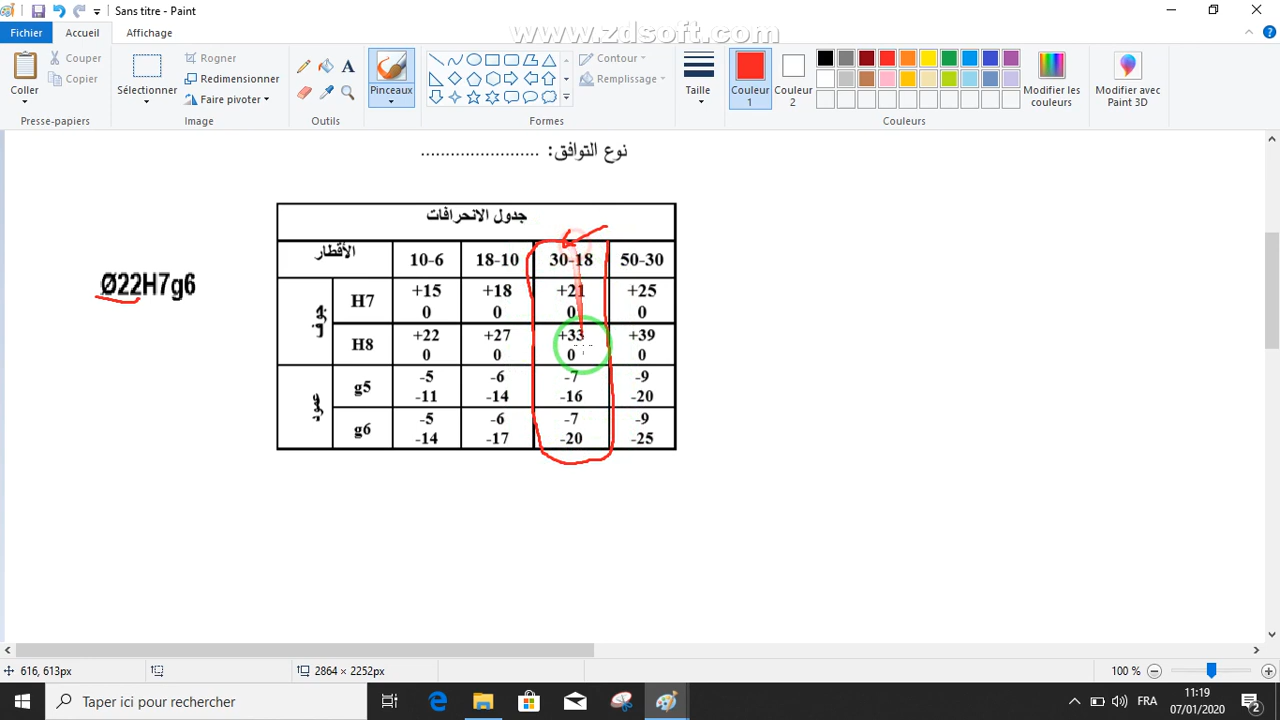 Sans titre - Paint
Fichier Accueil Affichage
www.zdsoft.com
Coller
Couper
Copier
Presse-papiers
Sélectionner
Rogner
Redimensionner
Faire pivoter
Image
Outils
Pinceaux
Contour
Remplissage
Formes
Taille
Couleur 1
Couleur 2
Modifier les couleurs
Couleurs
Modifier avec Paint 3D
نوع التوافق: ........................
جدول الانحرافات
الأقطار 10-6 18-10 30-18 50-30
جوف
H7 +15 +18 +21 +25
0 0 0 0
H8 +22 +27 +33 +39
0 0 0 0
عمود
g5 -5 -6 -7 -9
-11 -14 -16 -20
g6 -5 -6 -7 -9
-14 -17 -20 -25
Ø22H7g6
616, 613px
2864 × 2252px
100 %
Taper ici pour rechercher
FRA
11:19
07/01/2020
2